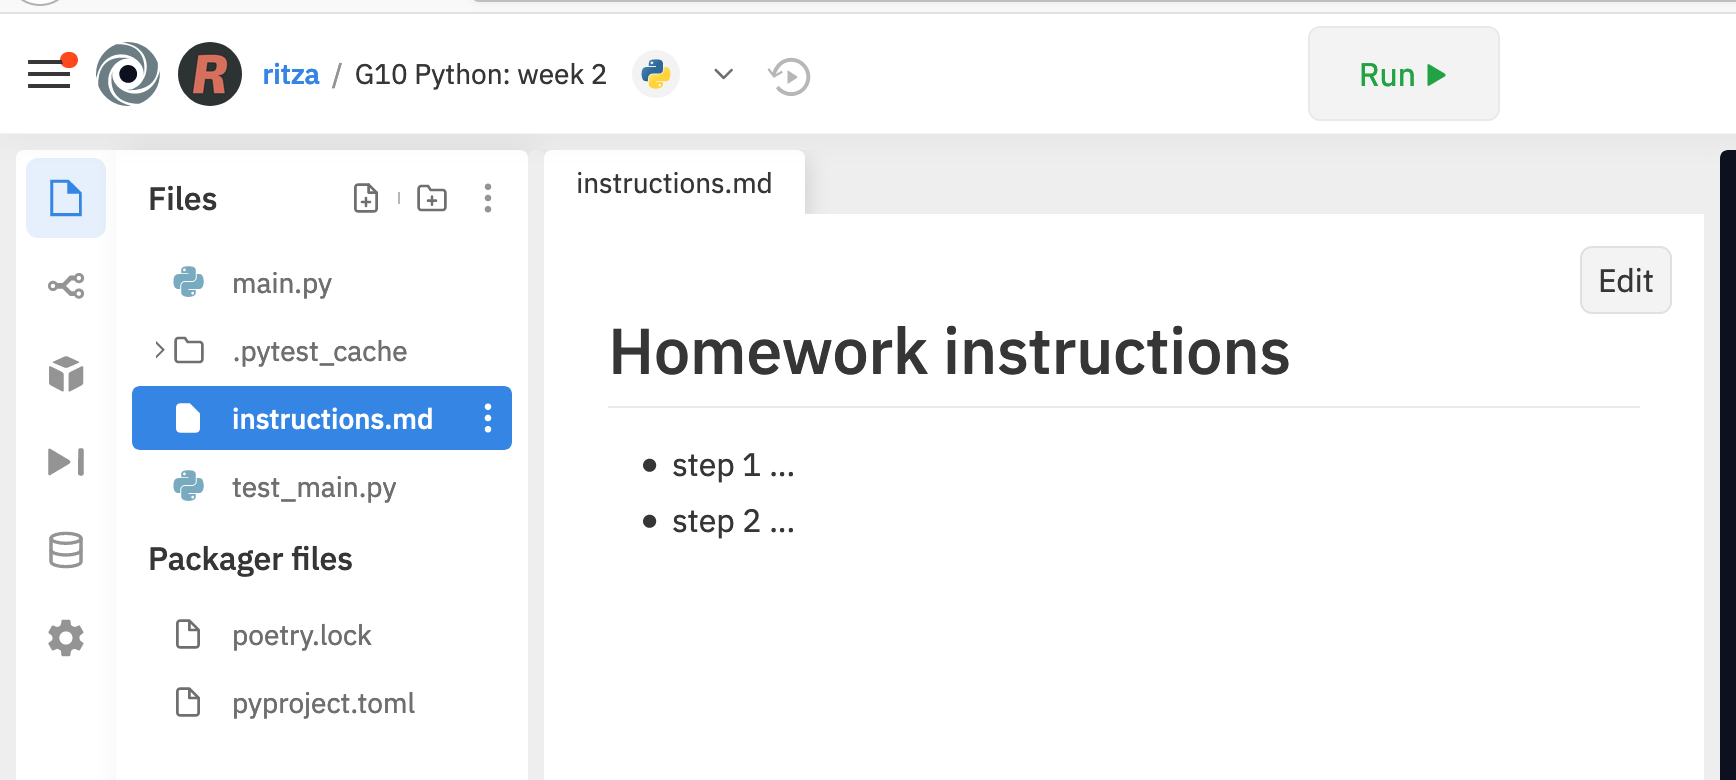 R ritza / G10 Python: week 2
Run
Files
main.py
.pytest_cache
instructions.md
test_main.py
Packager files
poetry.lock
pyproject.toml
instructions.md
Edit
Homework instructions
• step 1 ...
• step 2 ...